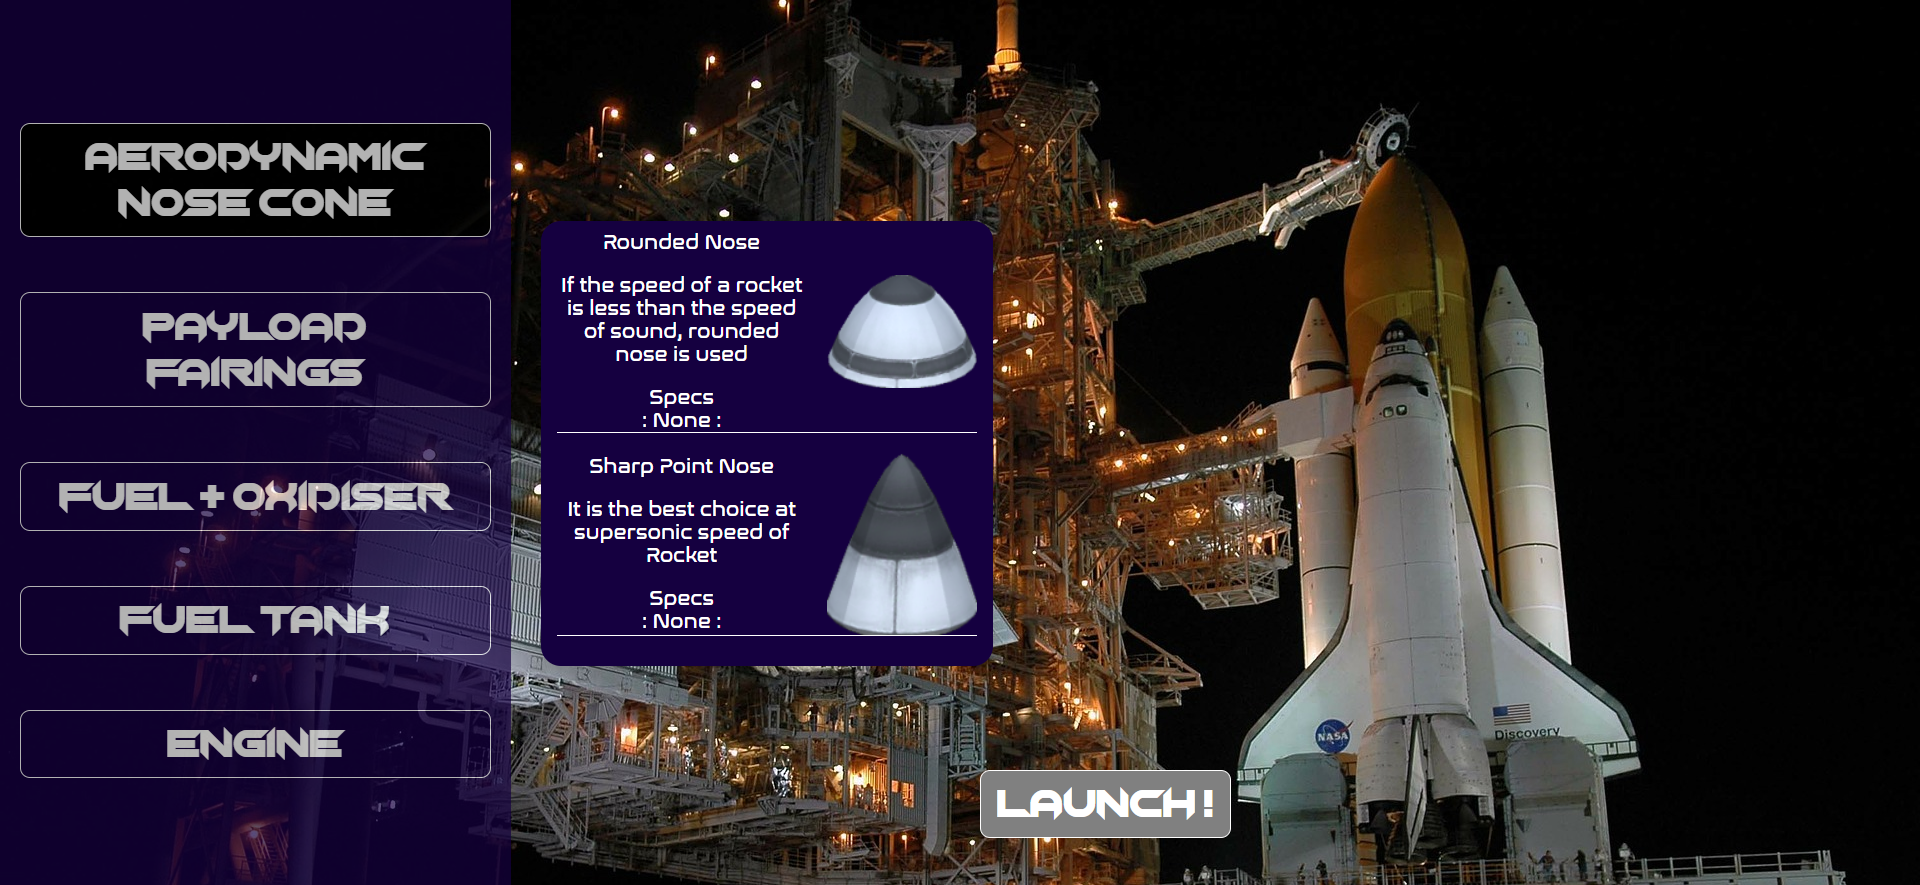 AERODYNAMIC
NOSE CONE
PAYLOAD
FAIRINGS
FUEL + OXIDISER
FUEL TANK
ENGINE
Rounded Nose
If the speed of a rocket
is less than the speed
of sound, rounded
nose is used
Specs
: None :
Sharp Point Nose
It is the best choice at
supersonic speed of
Rocket
Specs
: None :
LAUNCH !
NASA
Discovery